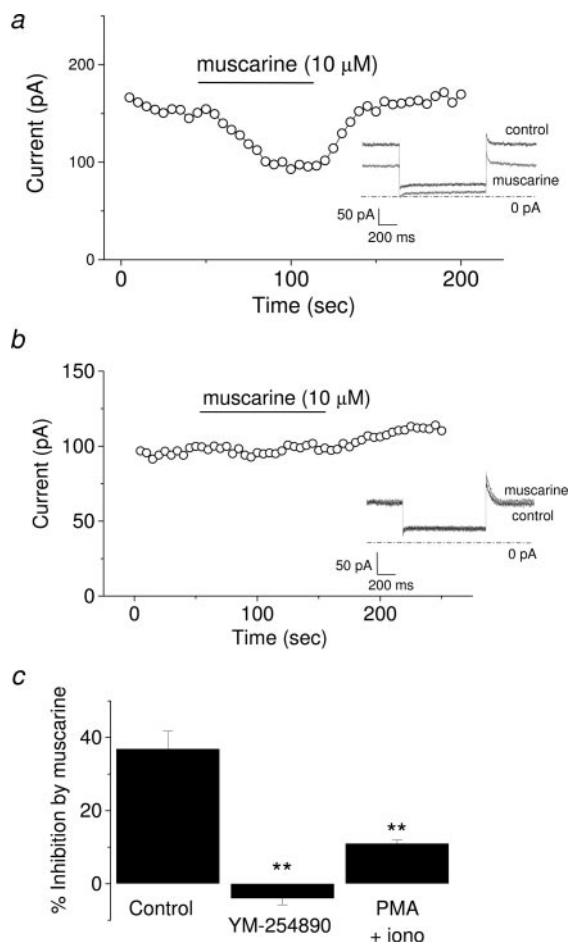 a
200
100
0
Current (pA)
muscarine (10 μM)
control
muscarine
50 pA
0 pA
200 ms
0
100
200
Time (sec)
b
150
100
50
0
Current (pA)
muscarine (10 μM)
muscarine
control
50 pA
0 pA
200 ms
0
100
200
Time (sec)
c
% Inhibition by muscarine
40
20
0
**
**
Control
YM-254890
PMA
+ iono